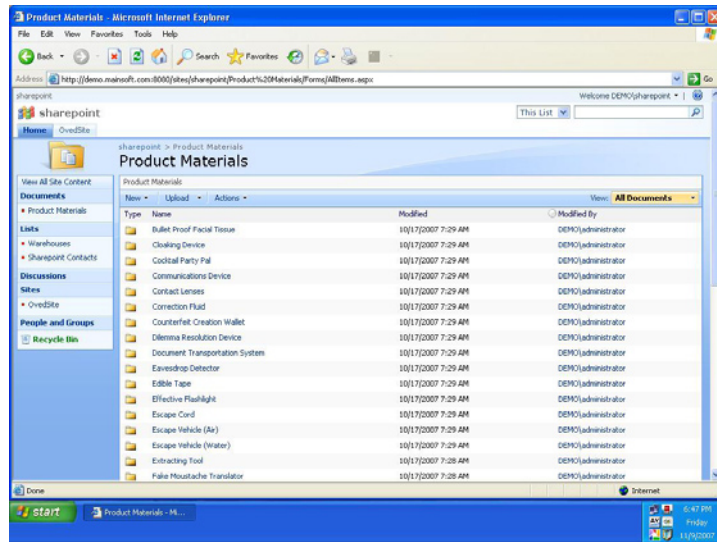 Product Materials - Microsoft Internet Explorer
File Edit View Favorites Tools Help
Back Search Favorites
Address http://demo.mainsoft.com:8000/sites/sharepoint/Product%20Materials/Forms/AllItems.aspx Go
sharepoint Welcome DEMO\sharepoint
sharepoint This List
Home OvedSite
sharepoint > Product Materials
Product Materials
View All Site Content
Documents
Product Materials
Lists
Warehouses
Sharepoint Contacts
Discussions
Sites
OvedSite
People and Groups
Recycle Bin
Product Materials
New Upload Actions View: All Documents
Type Name Modified Modified By
Bullet Proof Facial Tissue 10/17/2007 7:29 AM DEMO\administrator
Cloaking Device 10/17/2007 7:29 AM DEMO\administrator
Cocktail Party Pal 10/17/2007 7:29 AM DEMO\administrator
Communications Device 10/17/2007 7:29 AM DEMO\administrator
Contact Lenses 10/17/2007 7:29 AM DEMO\administrator
Correction Fluid 10/17/2007 7:29 AM DEMO\administrator
Counterfeit Creation Wallet 10/17/2007 7:29 AM DEMO\administrator
Dilemma Resolution Device 10/17/2007 7:29 AM DEMO\administrator
Document Transportation System 10/17/2007 7:29 AM DEMO\administrator
Eavesdrop Detector 10/17/2007 7:29 AM DEMO\administrator
Edible Tape 10/17/2007 7:29 AM DEMO\administrator
Effective Flashlight 10/17/2007 7:29 AM DEMO\administrator
Escape Cord 10/17/2007 7:29 AM DEMO\administrator
Escape Vehicle (Air) 10/17/2007 7:29 AM DEMO\administrator
Escape Vehicle (Water) 10/17/2007 7:29 AM DEMO\administrator
Extracting Tool 10/17/2007 7:28 AM DEMO\administrator
Fake Moustache Translator 10/17/2007 7:28 AM DEMO\administrator
Done Internet
start Product Materials - Mi... 6:47 PM
Friday
11/9/2007